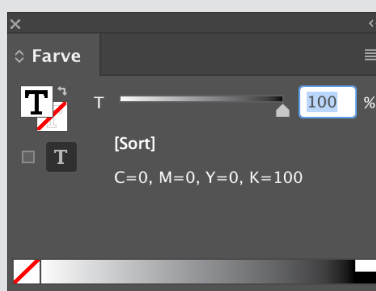 Farve
T
T 100 %
T
[Sort]
C=0, M=0, Y=0, K=100